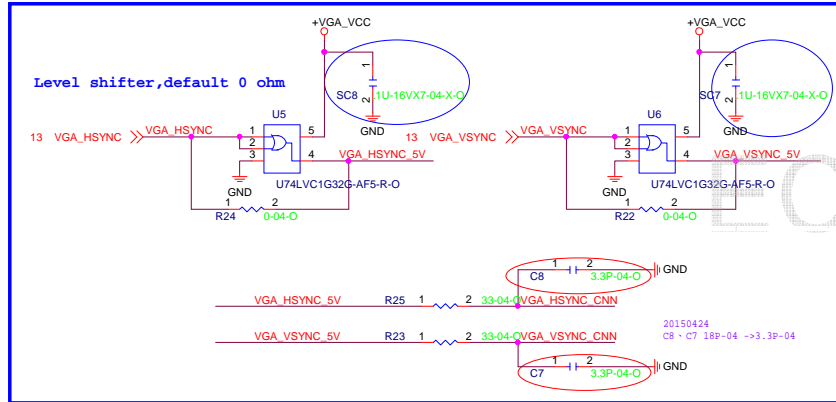 +VGA_VCC
+VGA_VCC
Level shifter,default 0 ohm
1
SC8
.1U-16VX7-04-X-O
2
GND
1
SC7
.1U-16VX7-04-X-O
2
GND
U5
13 VGA_HSYNC
VGA_HSYNC
1
2
3
5
4
VGA_HSYNC_5V
GND
U74LVC1G32G-AF5-R-O
1
2
R24
0-04-O
U6
13 VGA_VSYNC
VGA_VSYNC
1
2
3
5
4
VGA_VSYNC_5V
GND
U74LVC1G32G-AF5-R-O
1
2
R22
0-04-O
EC
1
2
C8
3.3P-04-O
GND
VGA_HSYNC_5V
R25
1
2
33-04-O
VGA_HSYNC_CNN
VGA_VSYNC_5V
R23
1
2
33-04-O
VGA_VSYNC_CNN
20150424
C8、C7 18P-04 ->3.3P-04
1
2
C7
3.3P-04-O
GND